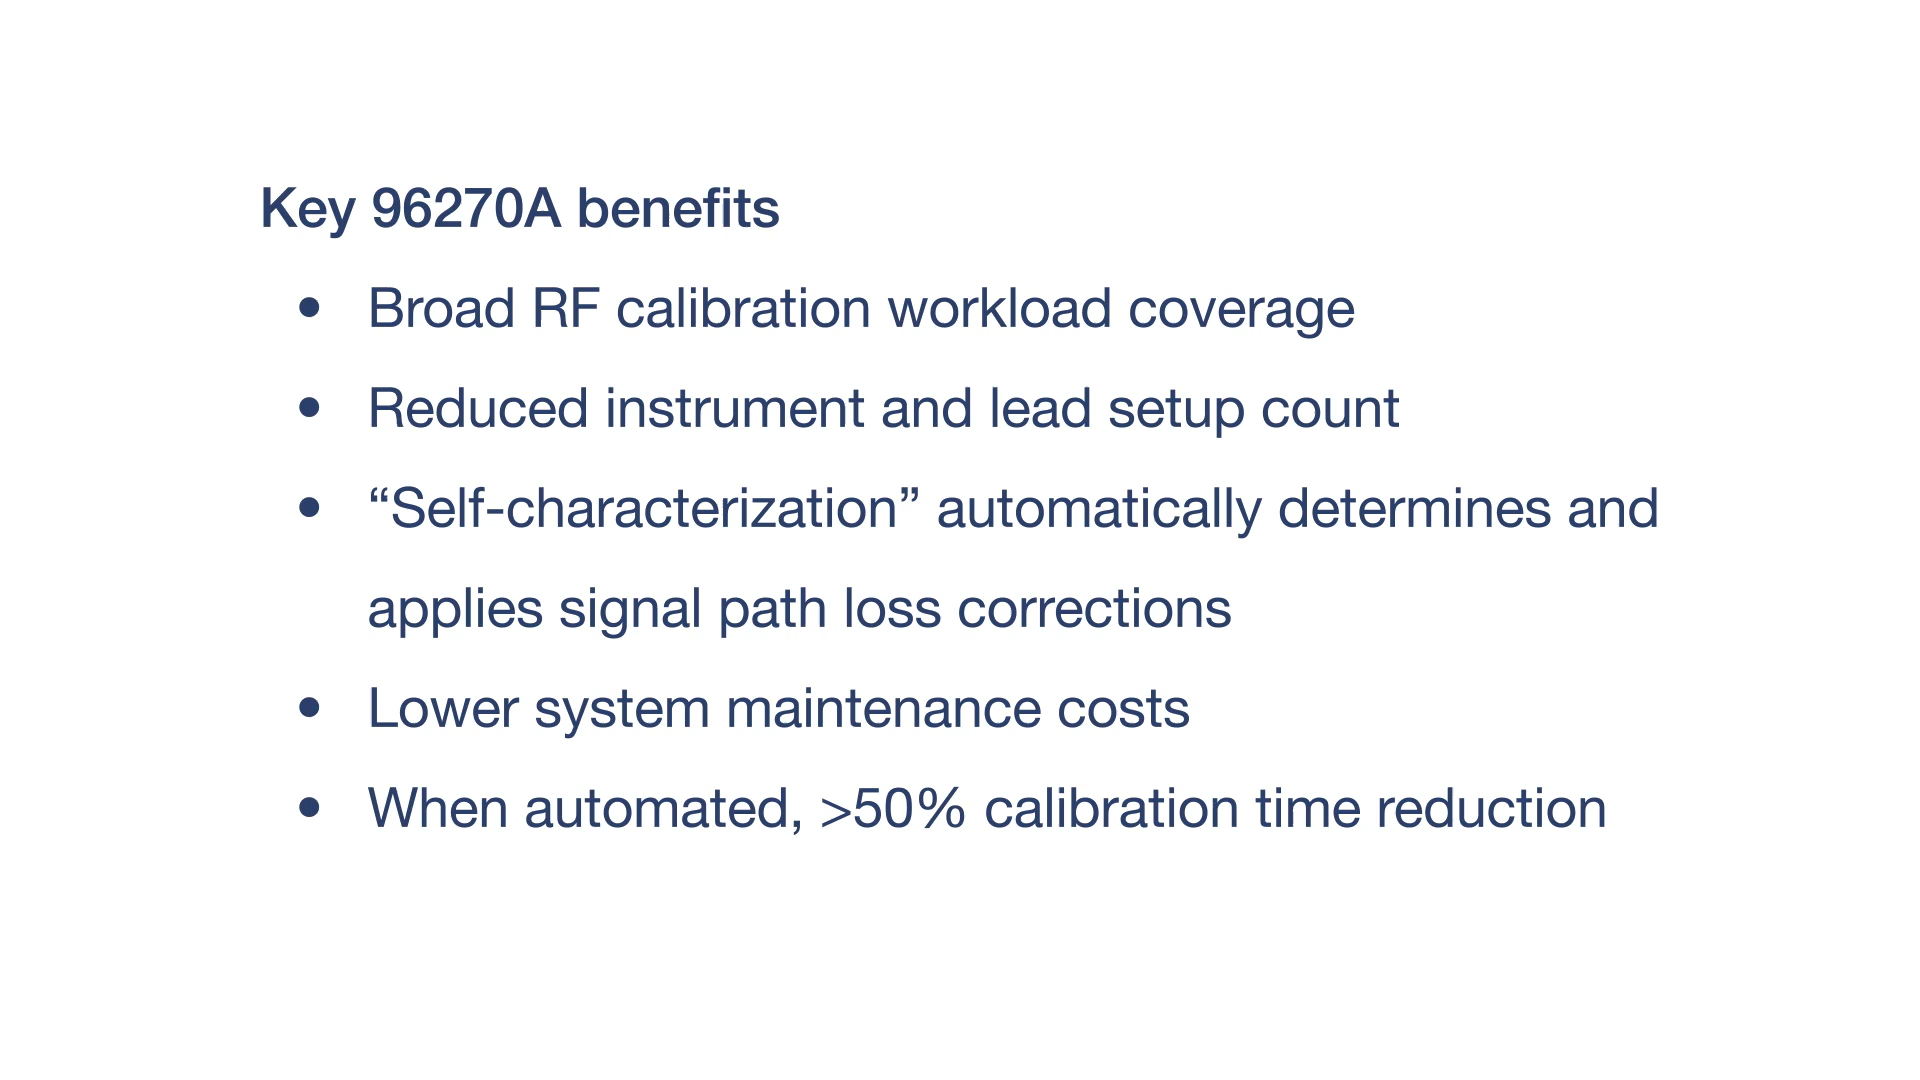 Key 96270A benefits
• Broad RF calibration workload coverage
• Reduced instrument and lead setup count
• “Self-characterization” automatically determines and
applies signal path loss corrections
• Lower system maintenance costs
• When automated, >50% calibration time reduction